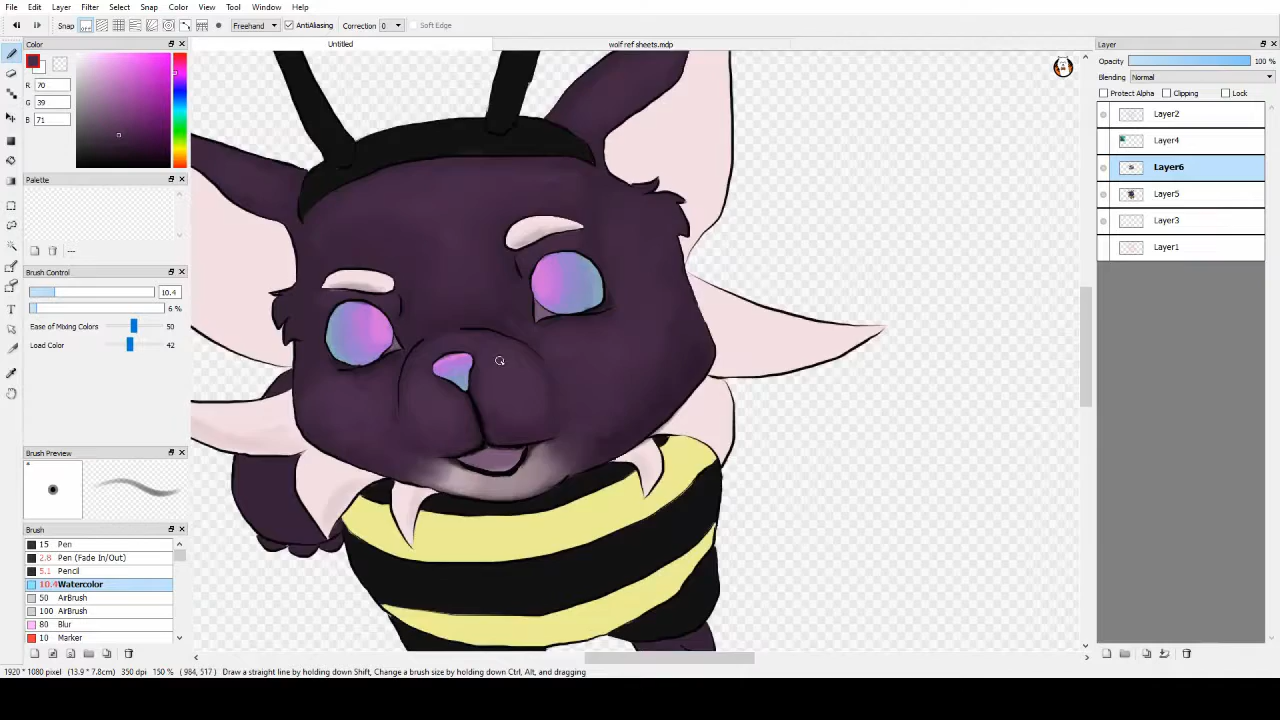 File Edit Layer Filter Select Snap Color View Tool Window Help
Snap Freehand AntiAliasing Correction 0 Soft Edge
Color
Untitled
wolf ref sheets.mdp
Layer
R 70
G 39
B 71
Opacity 100 %
Blending Normal
Protect Alpha Clipping Lock
Layer2
Layer4
Layer6
Layer5
Layer3
Layer1
Palette
---
Brush Control
10.4
6 %
Ease of Mixing Colors 50
Load Color 42
Brush Preview
Brush
15 Pen
2.8 Pen (Fade In/Out)
5.1 Pencil
10.4 Watercolor
50 AirBrush
100 AirBrush
80 Blur
10 Marker
1920 * 1080 pixel (13.9 * 7.8cm) 350 dpi 150 % ( 984, 517 ) Draw a straight line by holding down Shift, Change a brush size by holding down Ctrl, Alt, and dragging